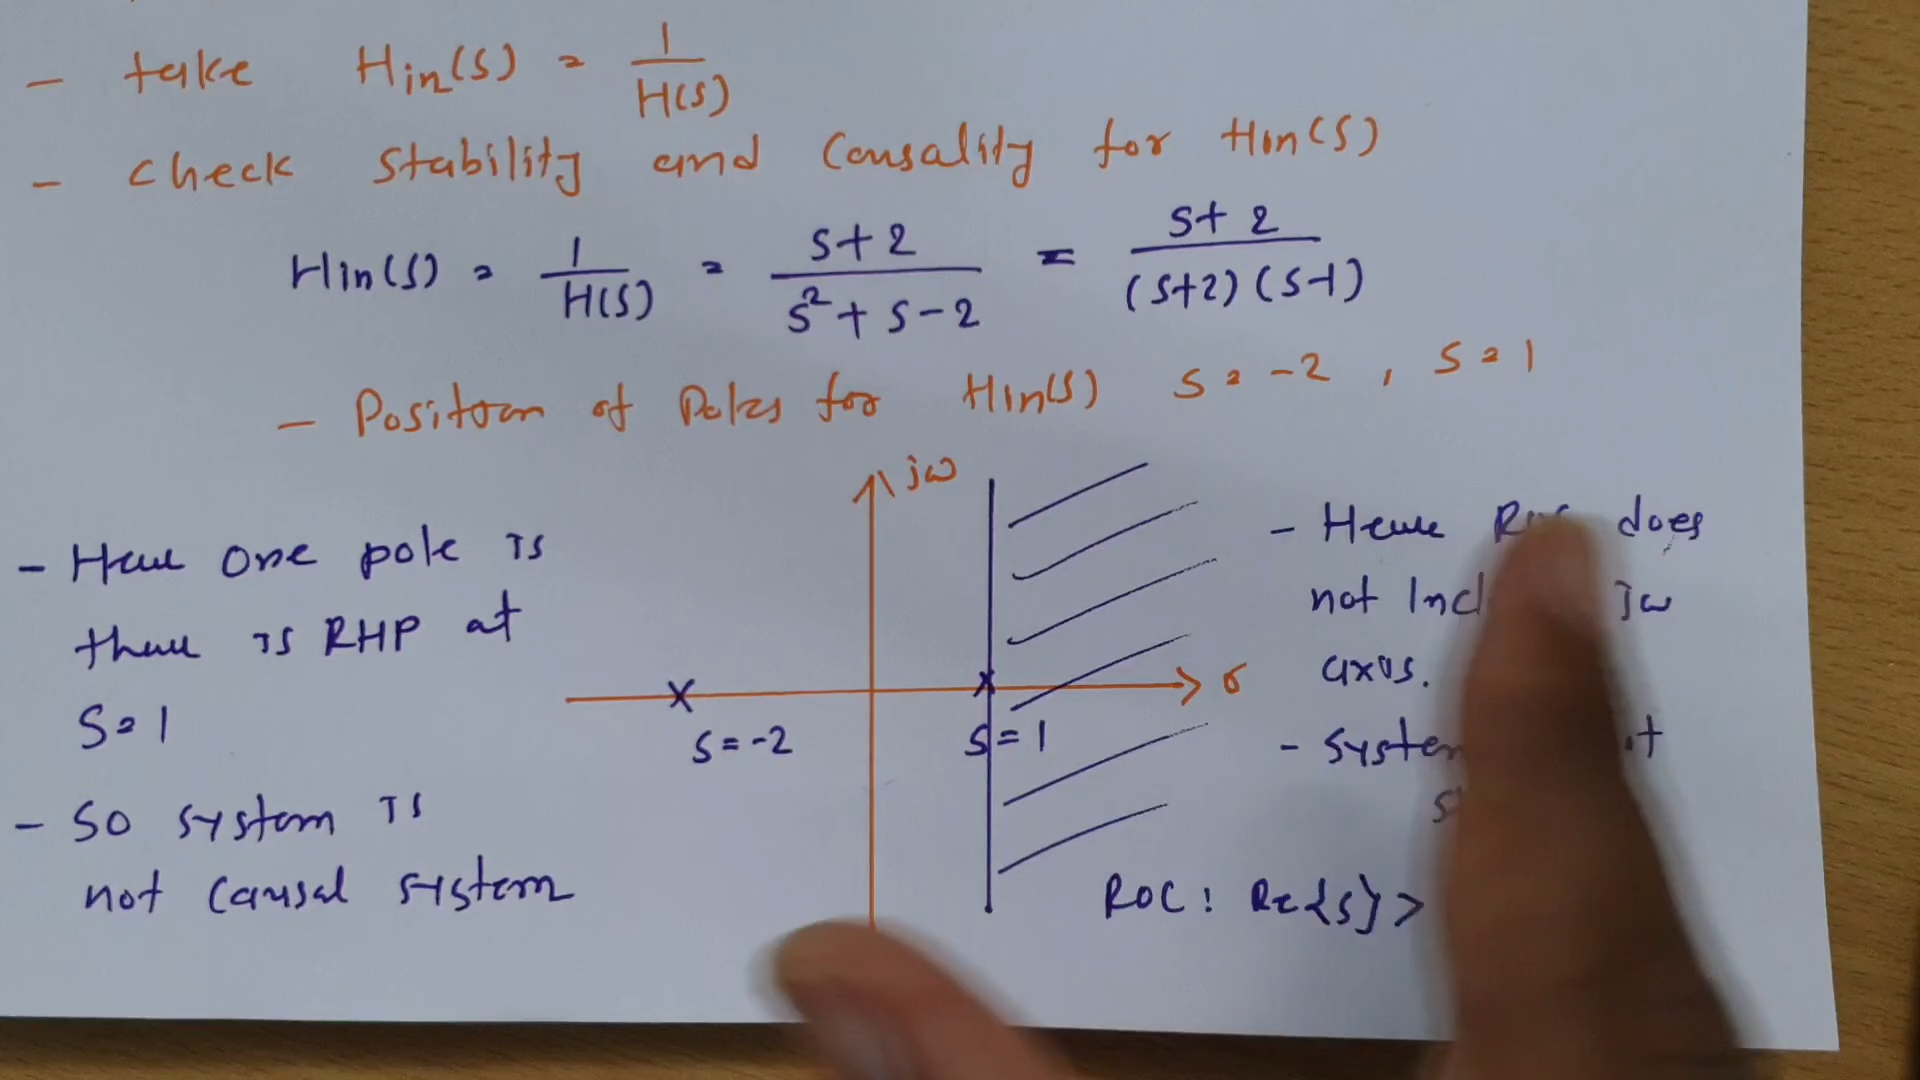 - take Hin(s) = 1/H(s)
- check stability and Causality for Hin(s)
Hin(s) = 1/H(s) = s+2/s²+s-2 = s+2/(s+2)(s-1)
- Position of Poles for Hin(s) s = -2 , s = 1
jω
- Here one pole is
there is RHP at
s = 1
- So system is
not causal system
σ
s = -2
s = 1
- Hence does
not jω
axis.
- system
ROC: Re{s} >